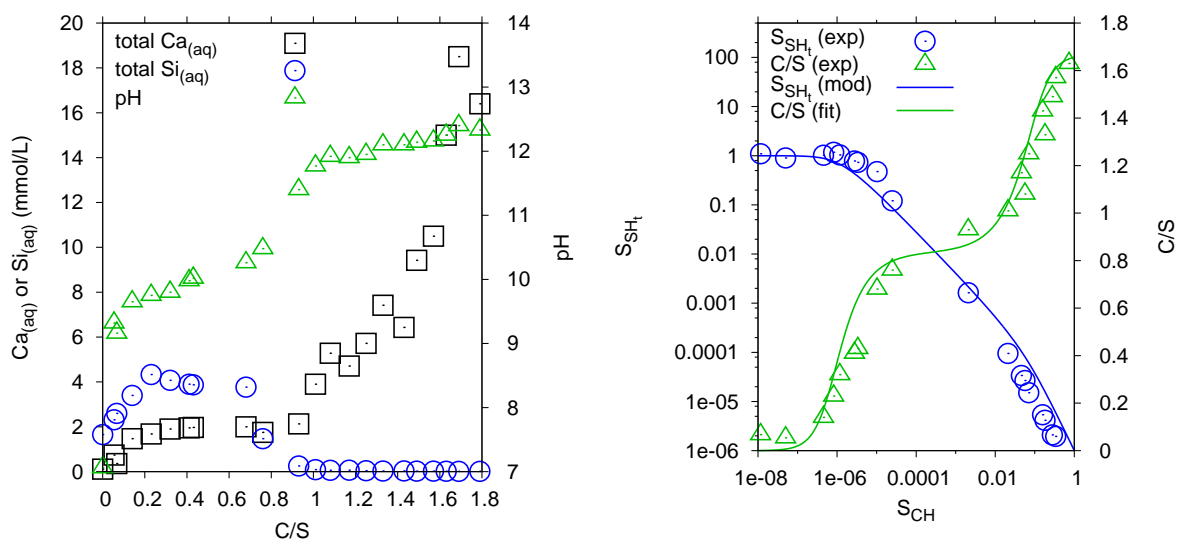 total Ca(aq)
total Si(aq)
pH
20
18
16
14
12
10
8
6
4
2
0
14
13
12
11
10
9
8
7
0 0.2 0.4 0.6 0.8 1 1.2 1.4 1.6 1.8
C/S
Ca(aq) or Si(aq) (mmol/L)
pH
S_SHt (exp)
C/S (exp)
S_SHt (mod)
C/S (fit)
100
10
1
0.1
0.01
0.001
0.0001
1e-05
1e-06
1.8
1.6
1.4
1.2
1
0.8
0.6
0.4
0.2
0
1e-08 1e-06 0.0001 0.01 1
S_CH
S_SHt
C/S